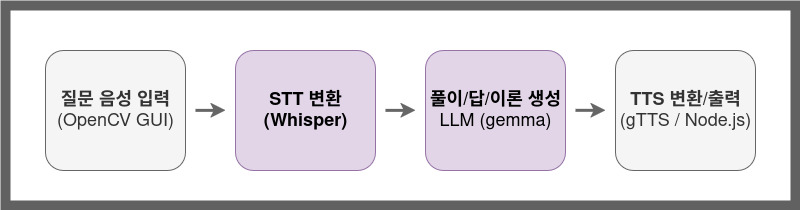 질문 음성 입력
(OpenCV GUI)
STT 변환
(Whisper)
풀이/답/이론 생성
LLM (gemma)
TTS 변환/출력
(gTTS / Node.js)